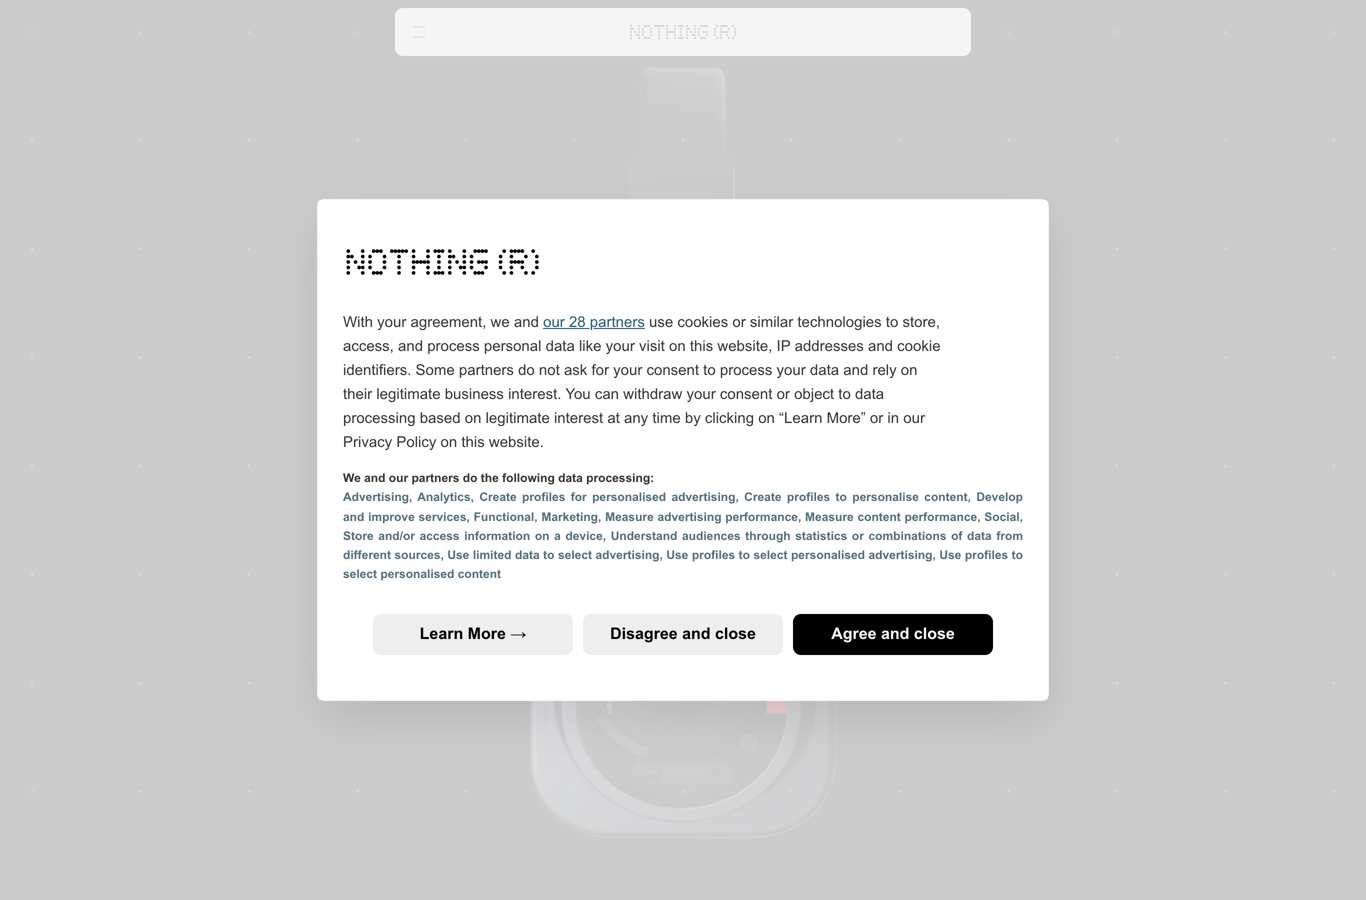 NOTHING (R)
NOTHING (R)
With your agreement, we and our 28 partners use cookies or similar technologies to store,
access, and process personal data like your visit on this website, IP addresses and cookie
identifiers. Some partners do not ask for your consent to process your data and rely on
their legitimate business interest. You can withdraw your consent or object to data
processing based on legitimate interest at any time by clicking on “Learn More” or in our
Privacy Policy on this website.
We and our partners do the following data processing:
Advertising, Analytics, Create profiles for personalised advertising, Create profiles to personalise content, Develop
and improve services, Functional, Marketing, Measure advertising performance, Measure content performance, Social,
Store and/or access information on a device, Understand audiences through statistics or combinations of data from
different sources, Use limited data to select advertising, Use profiles to select personalised advertising, Use profiles to
select personalised content
Learn More → Disagree and close Agree and close